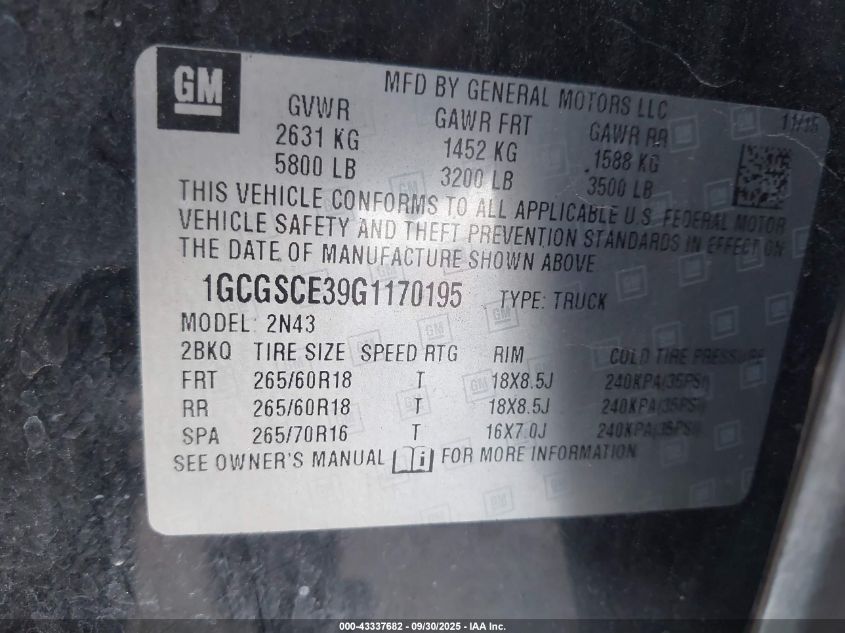 GM
MFD BY GENERAL MOTORS LLC
11/15
GVWR GAWR FRT GAWR RR
2631 KG 1452 KG 1588 KG
5800 LB 3200 LB 3500 LB
THIS VEHICLE CONFORMS TO ALL APPLICABLE U.S. FEDERAL MOTOR
VEHICLE SAFETY AND THEFT PREVENTION STANDARDS IN EFFECT ON
THE DATE OF MANUFACTURE SHOWN ABOVE
1GCGSCE39G1170195 TYPE: TRUCK
MODEL: 2N43
2BKQ TIRE SIZE SPEED RTG RIM COLD TIRE PRESSURE
FRT 265/60R18 T 18X8.5J 240KPA(35PSI)
RR 265/60R18 T 18X8.5J 240KPA(35PSI)
SPA 265/70R16 T 16X7.0J 240KPA(35PSI)
SEE OWNER'S MANUAL FOR MORE INFORMATION
000-43337682 - 09/30/2025 - IAA Inc.